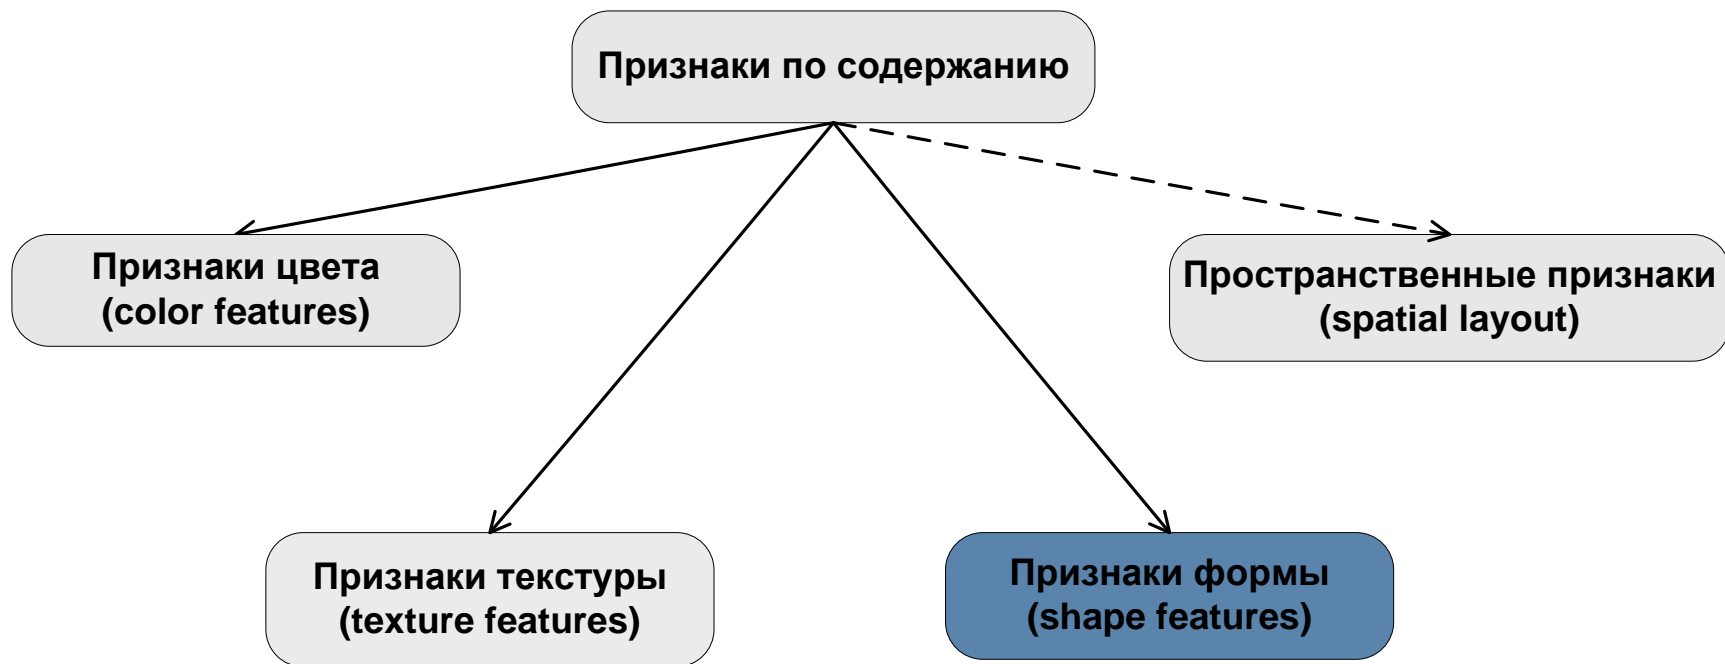 Признаки по содержанию
Признаки цвета
(color features)
Пространственные признаки
(spatial layout)
Признаки текстуры
(texture features)
Признаки формы
(shape features)